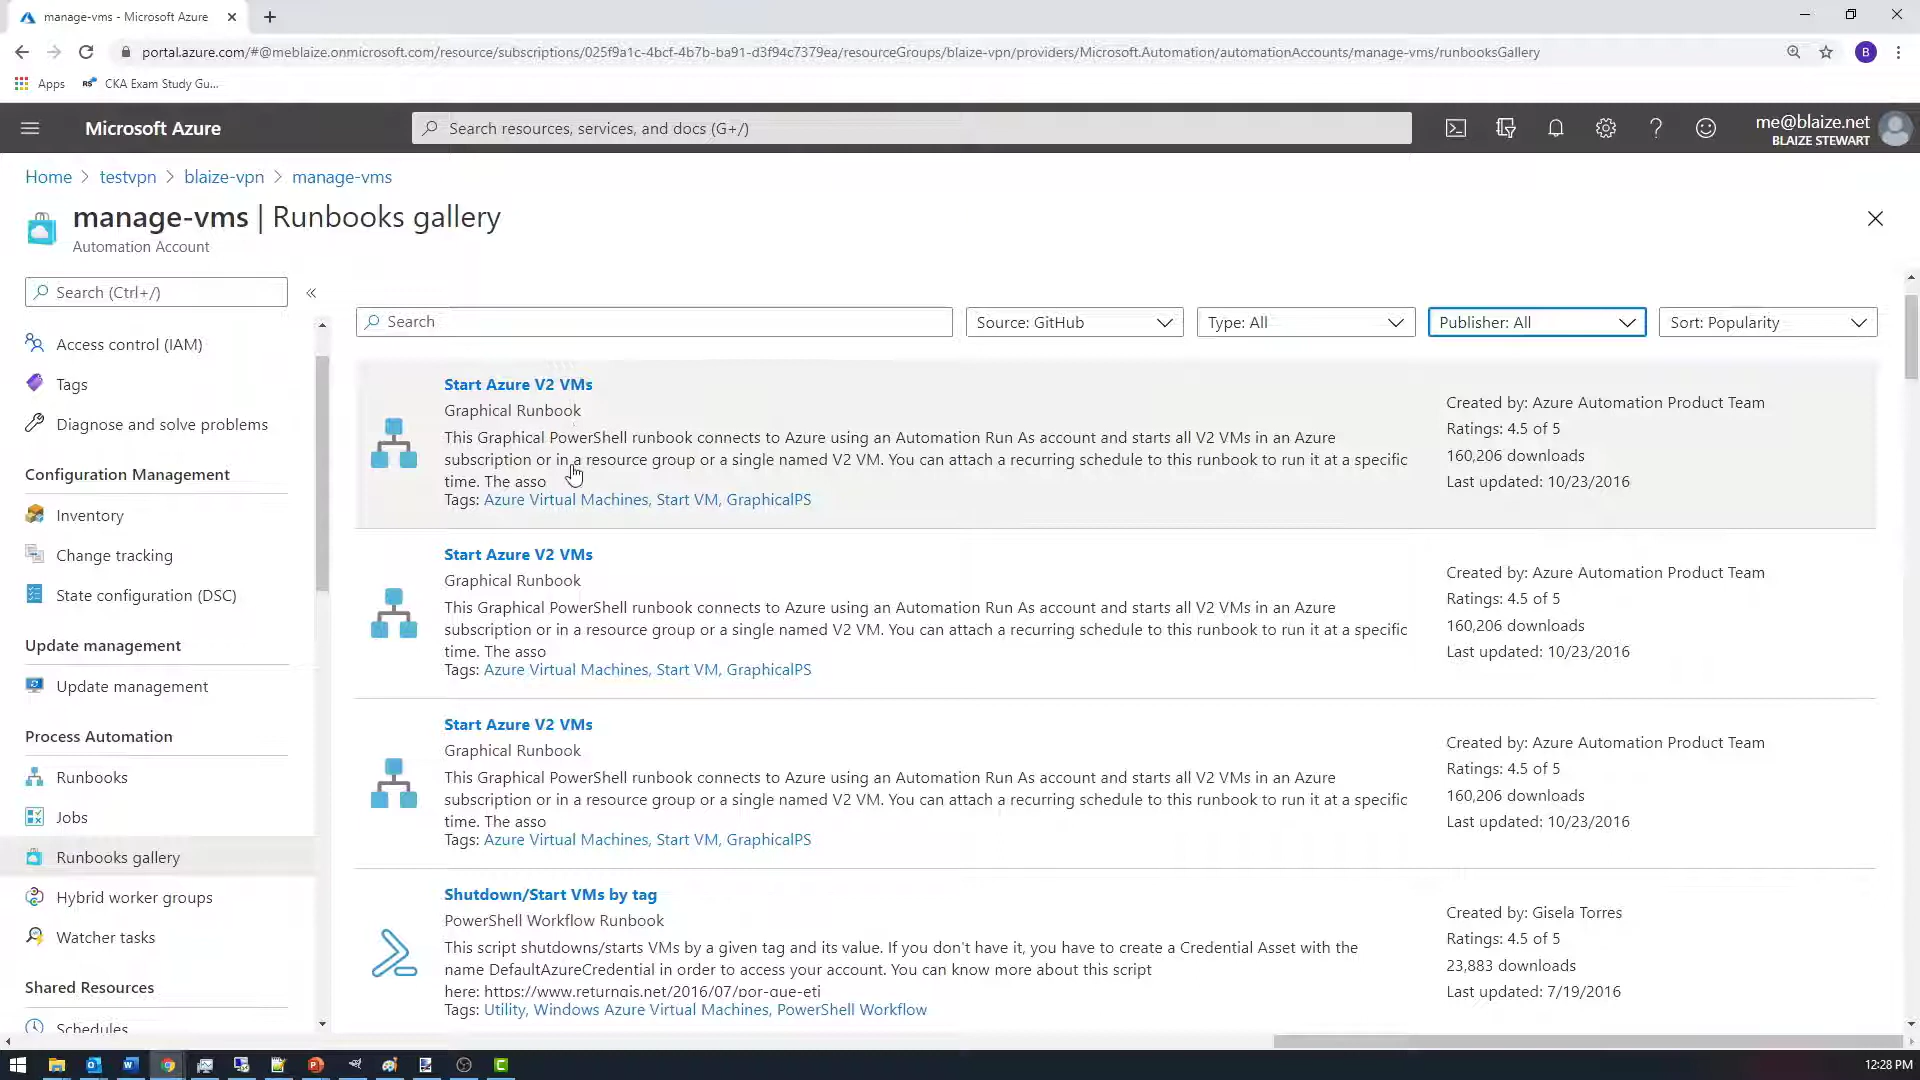 manage-vms - Microsoft Azure
portal.azure.com/#@meblaize.onmicrosoft.com/resource/subscriptions/025f9a1c-4bcf-4b7b-ba91-d3f94c7379ea/resourceGroups/blaize-vpn/providers/Microsoft.Automation/automationAccounts/manage-vms/runbooksGallery
B
Apps
CKA Exam Study Gu...
Microsoft Azure
Search resources, services, and docs (G+/)
me@blaize.net
BLAIZE STEWART
Home > testvpn > blaize-vpn > manage-vms
manage-vms | Runbooks gallery
Automation Account
Search (Ctrl+/)
«
Access control (IAM)
Tags
Diagnose and solve problems
Configuration Management
Inventory
Change tracking
State configuration (DSC)
Update management
Update management
Process Automation
Runbooks
Jobs
Runbooks gallery
Hybrid worker groups
Watcher tasks
Shared Resources
Schedules
Search
Source: GitHub
Type: All
Publisher: All
Sort: Popularity
Start Azure V2 VMs
Graphical Runbook
This Graphical PowerShell runbook connects to Azure using an Automation Run As account and starts all V2 VMs in an Azure
subscription or in a resource group or a single named V2 VM. You can attach a recurring schedule to this runbook to run it at a specific
time. The asso
Tags: Azure Virtual Machines, Start VM, GraphicalPS
Created by: Azure Automation Product Team
Ratings: 4.5 of 5
160,206 downloads
Last updated: 10/23/2016
Start Azure V2 VMs
Graphical Runbook
This Graphical PowerShell runbook connects to Azure using an Automation Run As account and starts all V2 VMs in an Azure
subscription or in a resource group or a single named V2 VM. You can attach a recurring schedule to this runbook to run it at a specific
time. The asso
Tags: Azure Virtual Machines, Start VM, GraphicalPS
Created by: Azure Automation Product Team
Ratings: 4.5 of 5
160,206 downloads
Last updated: 10/23/2016
Start Azure V2 VMs
Graphical Runbook
This Graphical PowerShell runbook connects to Azure using an Automation Run As account and starts all V2 VMs in an Azure
subscription or in a resource group or a single named V2 VM. You can attach a recurring schedule to this runbook to run it at a specific
time. The asso
Tags: Azure Virtual Machines, Start VM, GraphicalPS
Created by: Azure Automation Product Team
Ratings: 4.5 of 5
160,206 downloads
Last updated: 10/23/2016
Shutdown/Start VMs by tag
PowerShell Workflow Runbook
This script shutdowns/starts VMs by a given tag and its value. If you don't have it, you have to create a Credential Asset with the
name DefaultAzureCredential in order to access your account. You can know more about this script
here: https://www.returngis.net/2016/07/por-que-eti
Tags: Utility, Windows Azure Virtual Machines, PowerShell Workflow
Created by: Gisela Torres
Ratings: 4.5 of 5
23,883 downloads
Last updated: 7/19/2016
12:28 PM